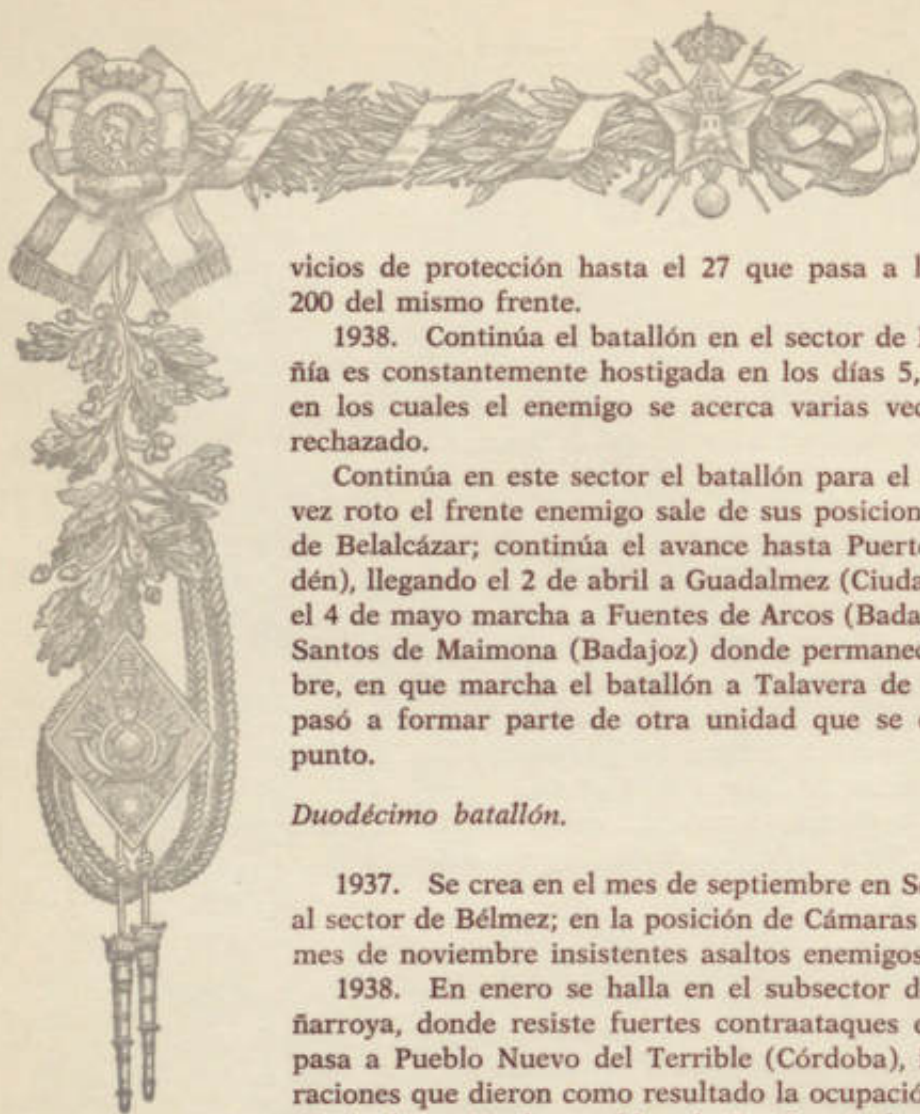 vicios de protección hasta el 27 que pasa a
200 del mismo frente.
1938. Continúa el batallón en el sector de
ñía es constantemente hostigada en los días 5,
en los cuales el enemigo se acerca varias
rechazado.
Continúa en este sector el batallón para el
vez roto el frente enemigo sale de sus
de Belalcázar; continúa el avance hasta
dén), llegando el 2 de abril a Guadalmez
el 4 de mayo marcha a Fuentes de Arcos
Santos de Maimona (Badajoz) donde
bre, en que marcha el batallón a Talavera de
pasó a formar parte de otra unidad que se
punto.
Duodécimo batallón.
1937. Se crea en el mes de septiembre en
al sector de Bélmez; en la posición de Cámaras
mes de noviembre insistentes asaltos enemigos
1938. En enero se halla en el subsector
ñarroya, donde resiste fuertes contraataques
pasa a Pueblo Nuevo del Terrible (Córdoba),
raciones que dieron como resultado la